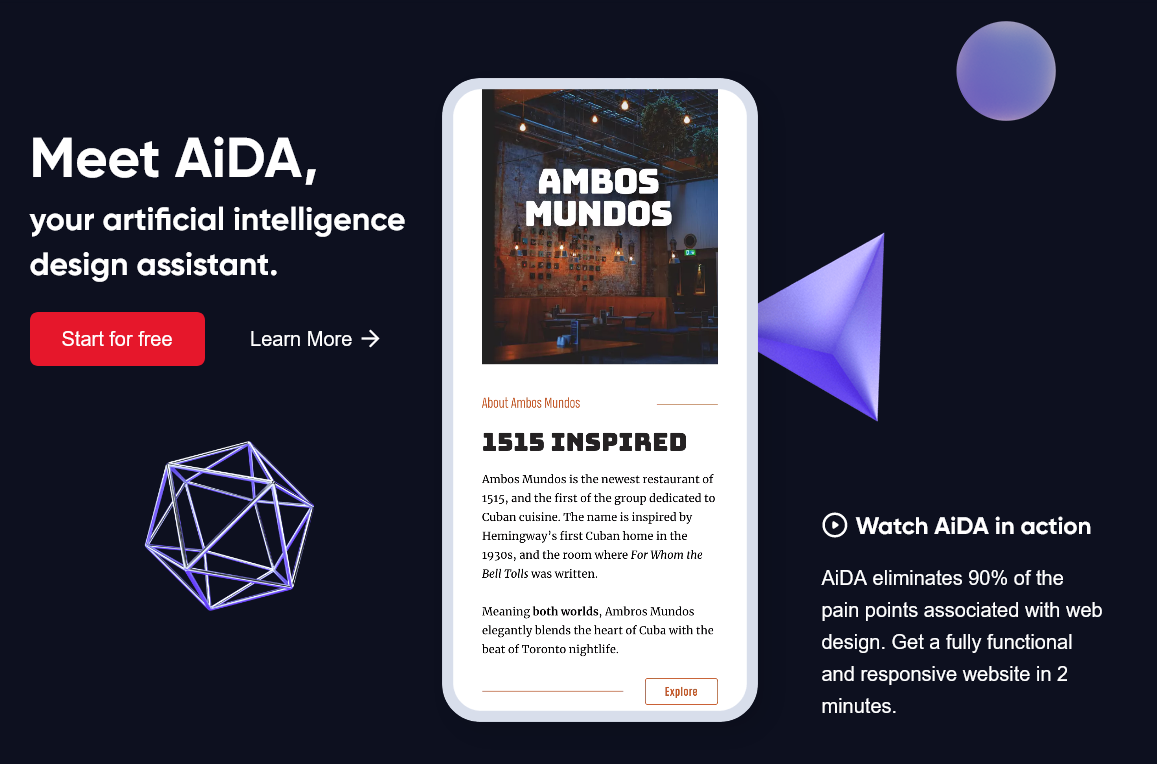 Meet AiDA,
your artificial intelligence
design assistant.
Start for free
Learn More
AMBOS
MUNDOS
About Ambos Mundos
1515 INSPIRED
Ambos Mundos is the newest restaurant of
1515, and the first of the group dedicated to
Cuban cuisine. The name is inspired by
Hemingway's first Cuban home in the
1930s, and the room where For Whom the
Bell Tolls was written.
Meaning both worlds, Ambros Mundos
elegantly blends the heart of Cuba with the
beat of Toronto nightlife.
Explore
Watch AiDA in action
AiDA eliminates 90% of the
pain points associated with web
design. Get a fully functional
and responsive website in 2
minutes.